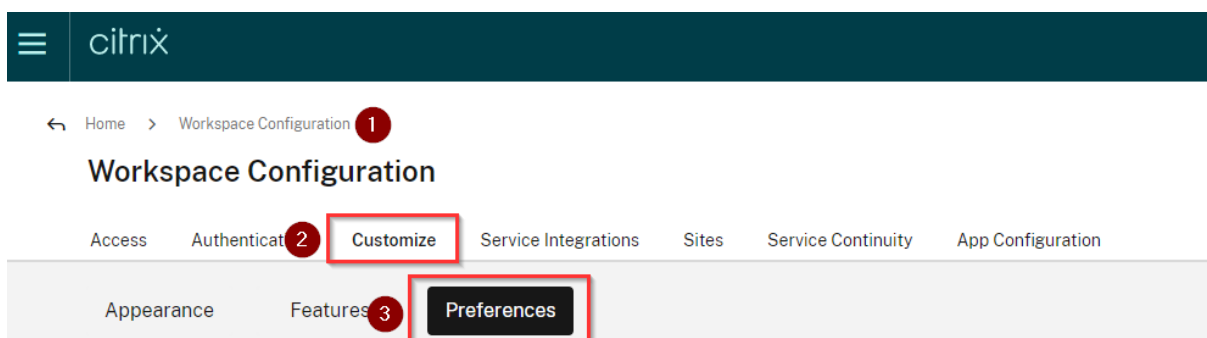 citrix
Home > Workspace Configuration 1
Workspace Configuration
Access Authenticat 2 Customize Service Integrations Sites Service Continuity App Configuration
Appearance Features 3 Preferences